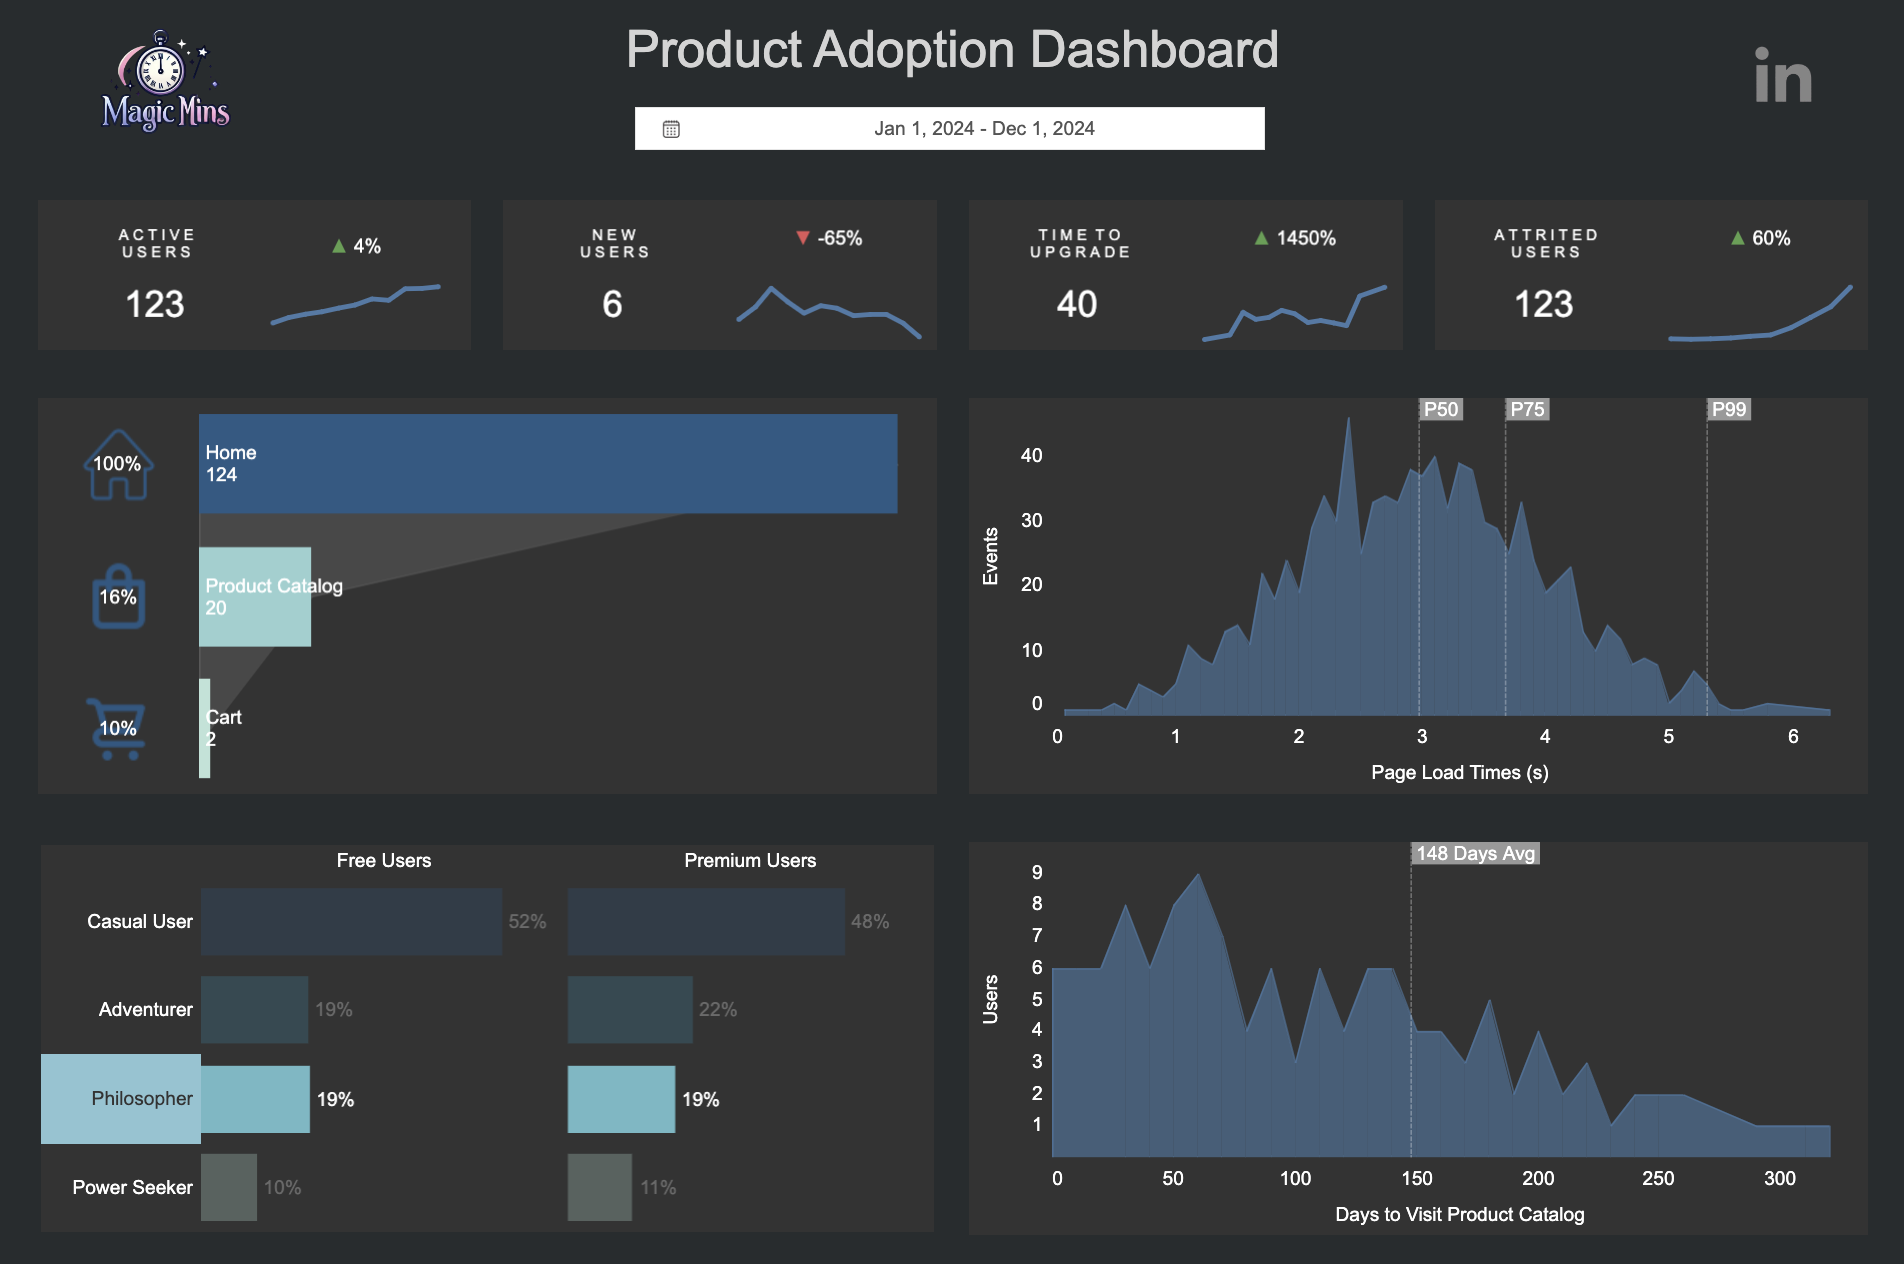 Magic Mins
Product Adoption Dashboard
in
Jan 1, 2024 - Dec 1, 2024
ACTIVE
USERS
▲ 4%
123
NEW
USERS
▼ -65%
6
TIME TO
UPGRADE
▲ 1450%
40
ATTRITED
USERS
▲ 60%
123
100%
Home
124
16%
Product Catalog
20
10%
Cart
2
P50
P75
P99
40
30
20
10
0
Events
0 1 2 3 4 5 6
Page Load Times (s)
Free Users
Premium Users
Casual User
52%
48%
Adventurer
19%
22%
Philosopher
19%
19%
Power Seeker
10%
11%
148 Days Avg
9
8
7
6
5
4
3
2
1
Users
0 50 100 150 200 250 300
Days to Visit Product Catalog